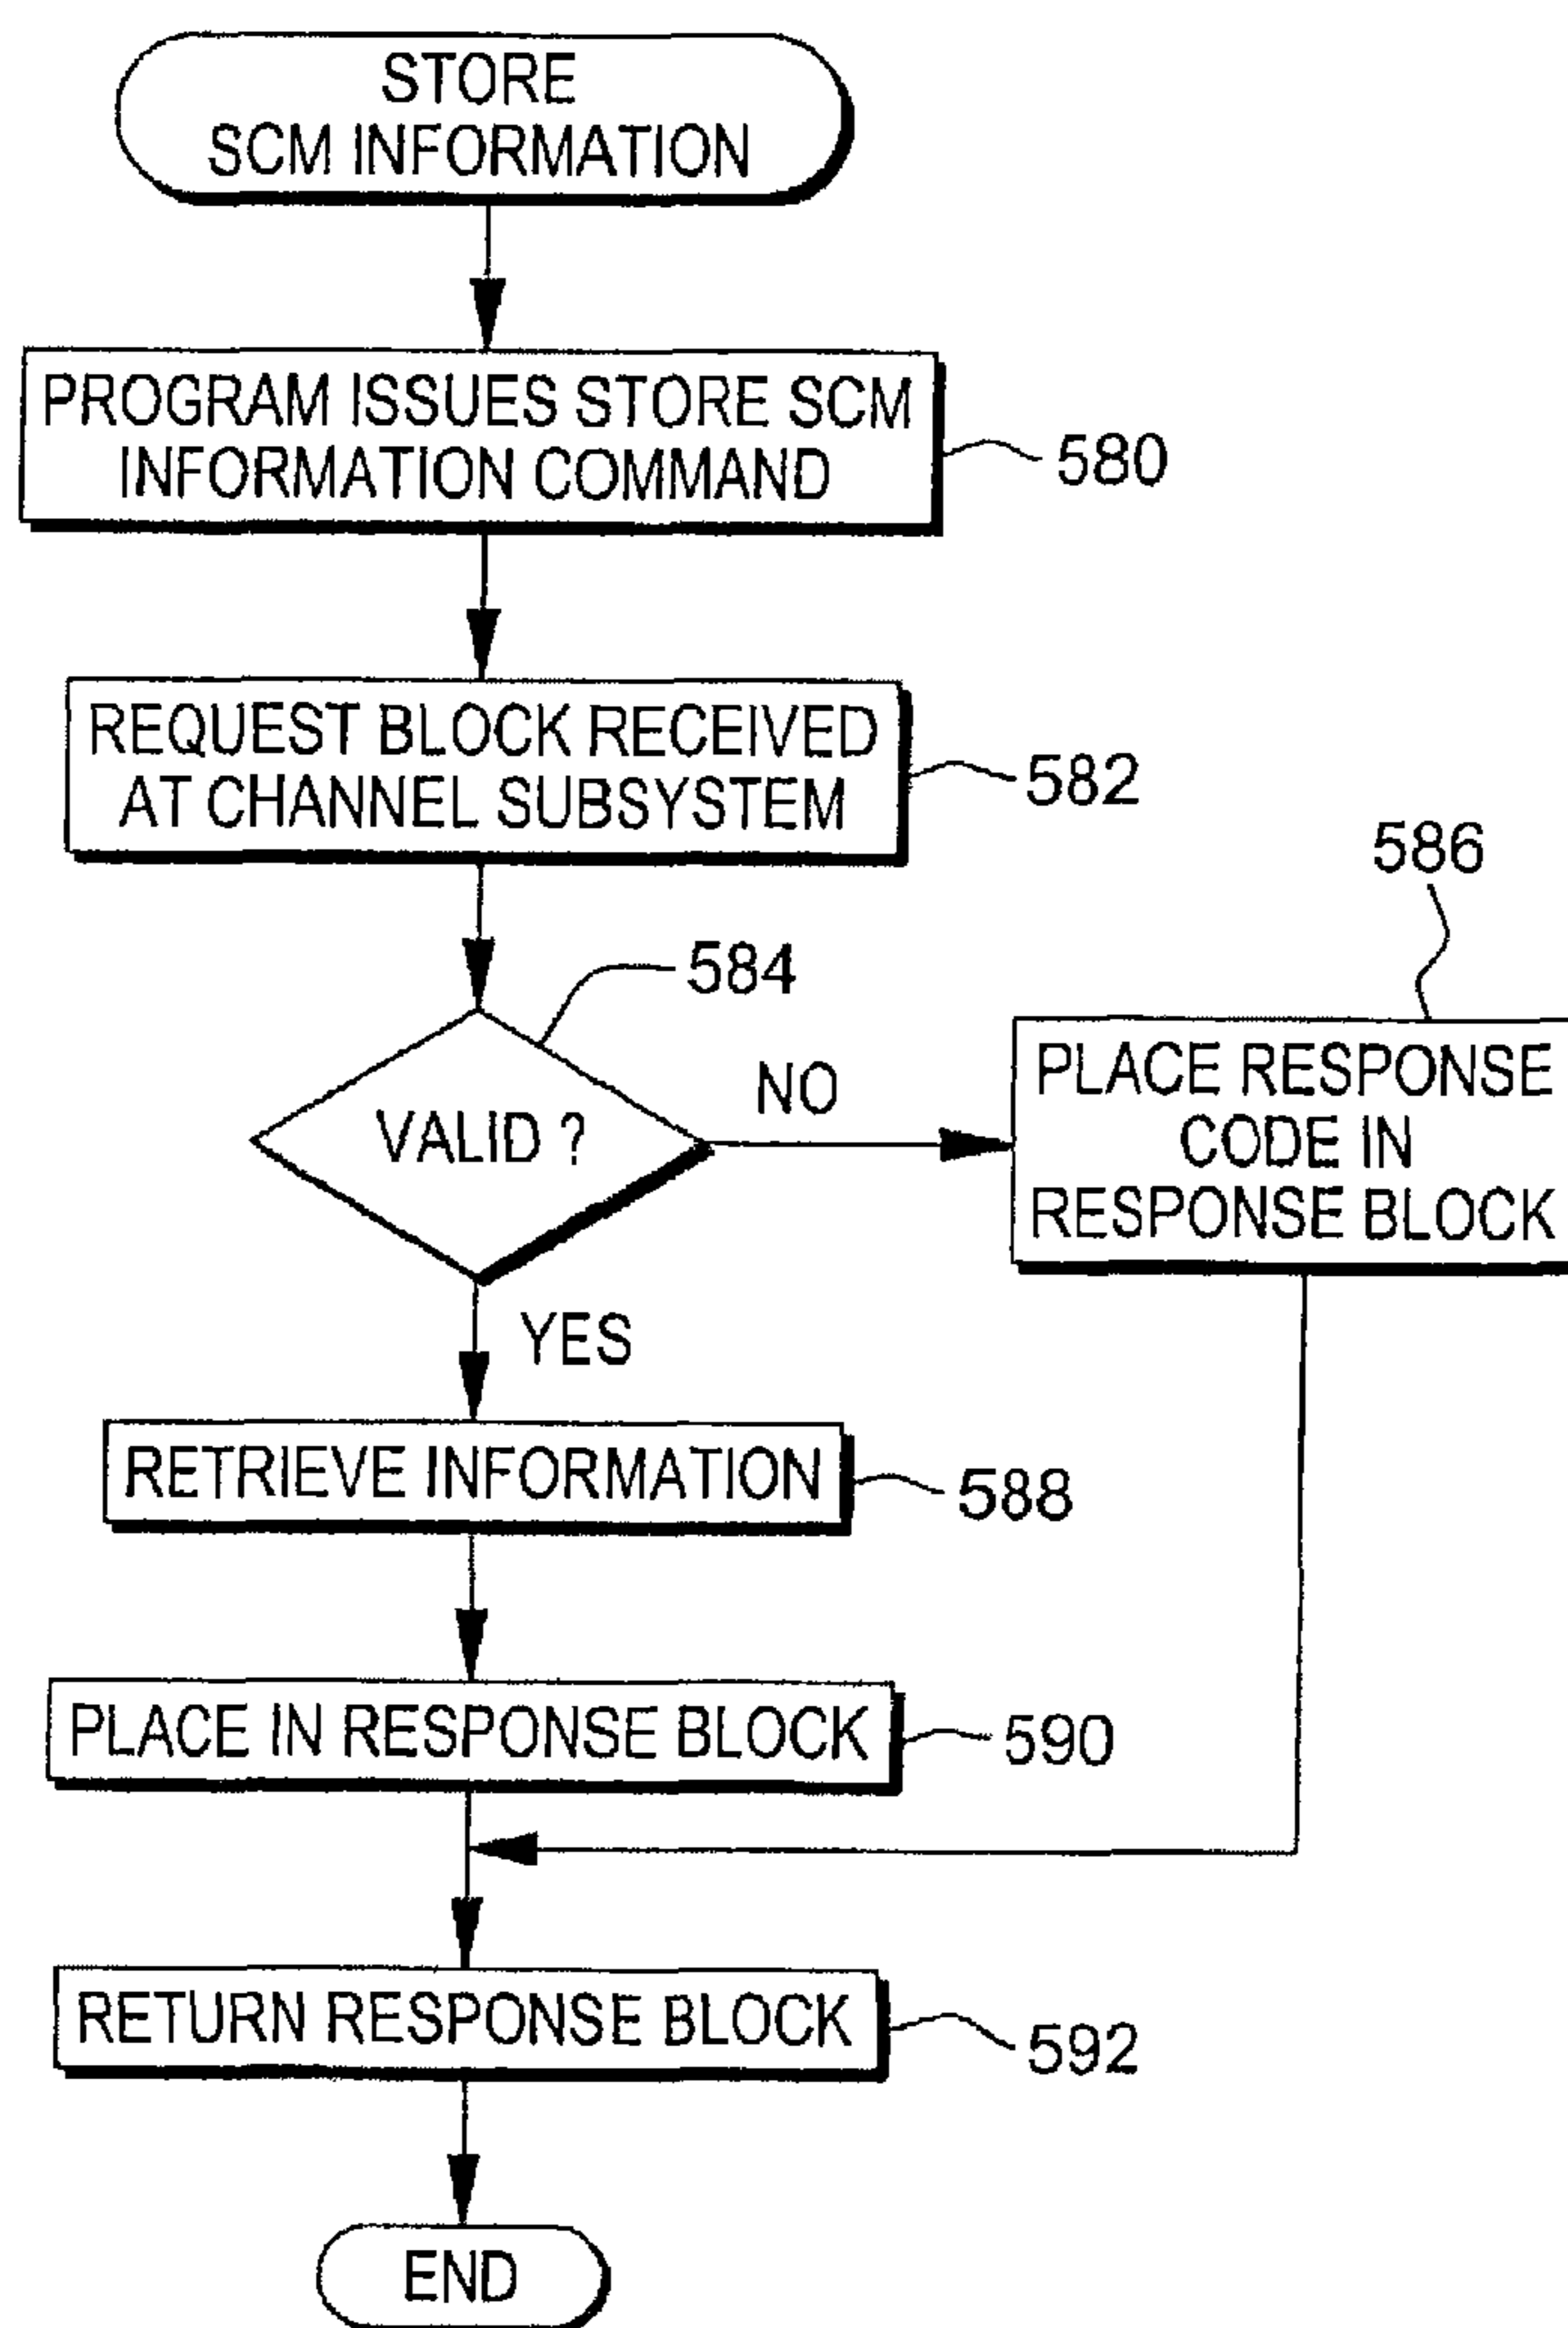 STORE
SCM INFORMATION
PROGRAM ISSUES STORE SCM
INFORMATION COMMAND
580
REQUEST BLOCK RECEIVED
AT CHANNEL SUBSYSTEM
582
584
VALID ?
NO
586
PLACE RESPONSE
CODE IN
RESPONSE BLOCK
YES
RETRIEVE INFORMATION
588
PLACE IN RESPONSE BLOCK
590
RETURN RESPONSE BLOCK
592
END